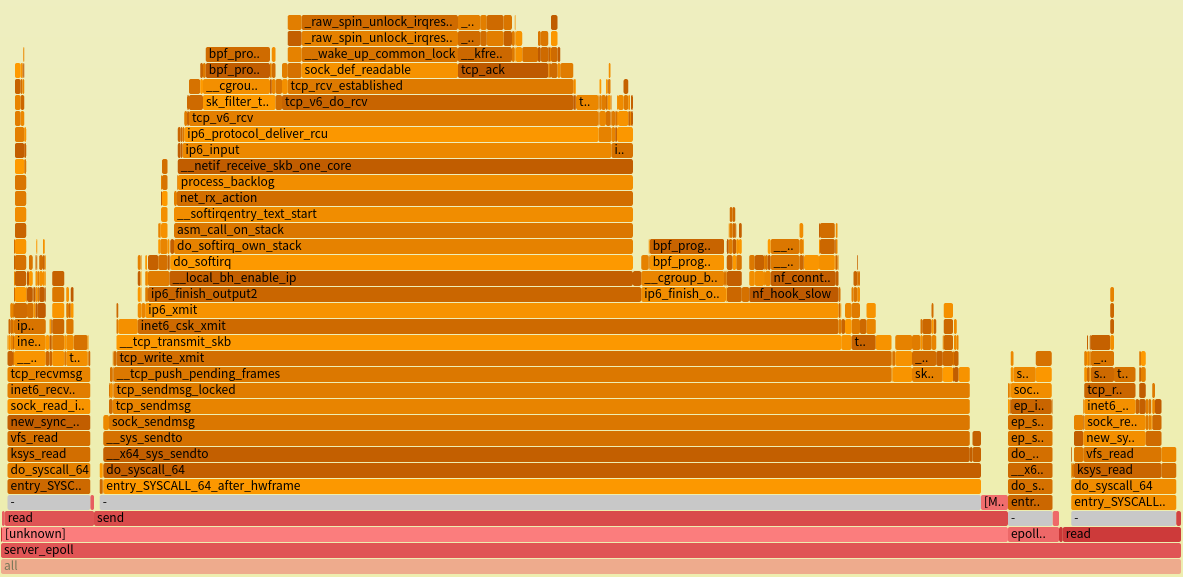 _raw_spin_unlock_irqres.. _..
_raw_spin_unlock_irqres.. _..
bpf_pro.. __wake_up_common_lock __kfre..
bpf_pro.. sock_def_readable tcp_ack
__cgrou.. tcp_rcv_established
sk_filter_t.. tcp_v6_do_rcv t..
tcp_v6_rcv
ip6_protocol_deliver_rcu
ip6_input i..
__netif_receive_skb_one_core
process_backlog
net_rx_action
__softirqentry_text_start
asm_call_on_stack
do_softirq_own_stack bpf_prog.. __..
do_softirq bpf_prog.. __..
__local_bh_enable_ip __cgroup_b.. nf_connt..
ip6_finish_output2 ip6_finish_o.. nf_hook_slow
ip6_xmit
ip.. inet6_csk_xmit
ine.. __tcp_transmit_skb t..
__.. t.. tcp_write_xmit _.. _..
tcp_recvmsg __tcp_push_pending_frames sk.. s.. s.. t..
inet6_recv.. tcp_sendmsg_locked soc.. tcp_r..
sock_read_i.. tcp_sendmsg ep_i.. inet6_..
new_sync_.. sock_sendmsg ep_s.. sock_re..
vfs_read __sys_sendto ep_s.. new_sy..
ksys_read __x64_sys_sendto do_.. vfs_read
do_syscall_64 do_syscall_64 __x6.. ksys_read
entry_SYSC.. entry_SYSCALL_64_after_hwframe do_s.. do_syscall_64
- - [M.. entr.. entry_SYSCALL..
read send - -
[unknown] epoll.. read
server_epoll
all